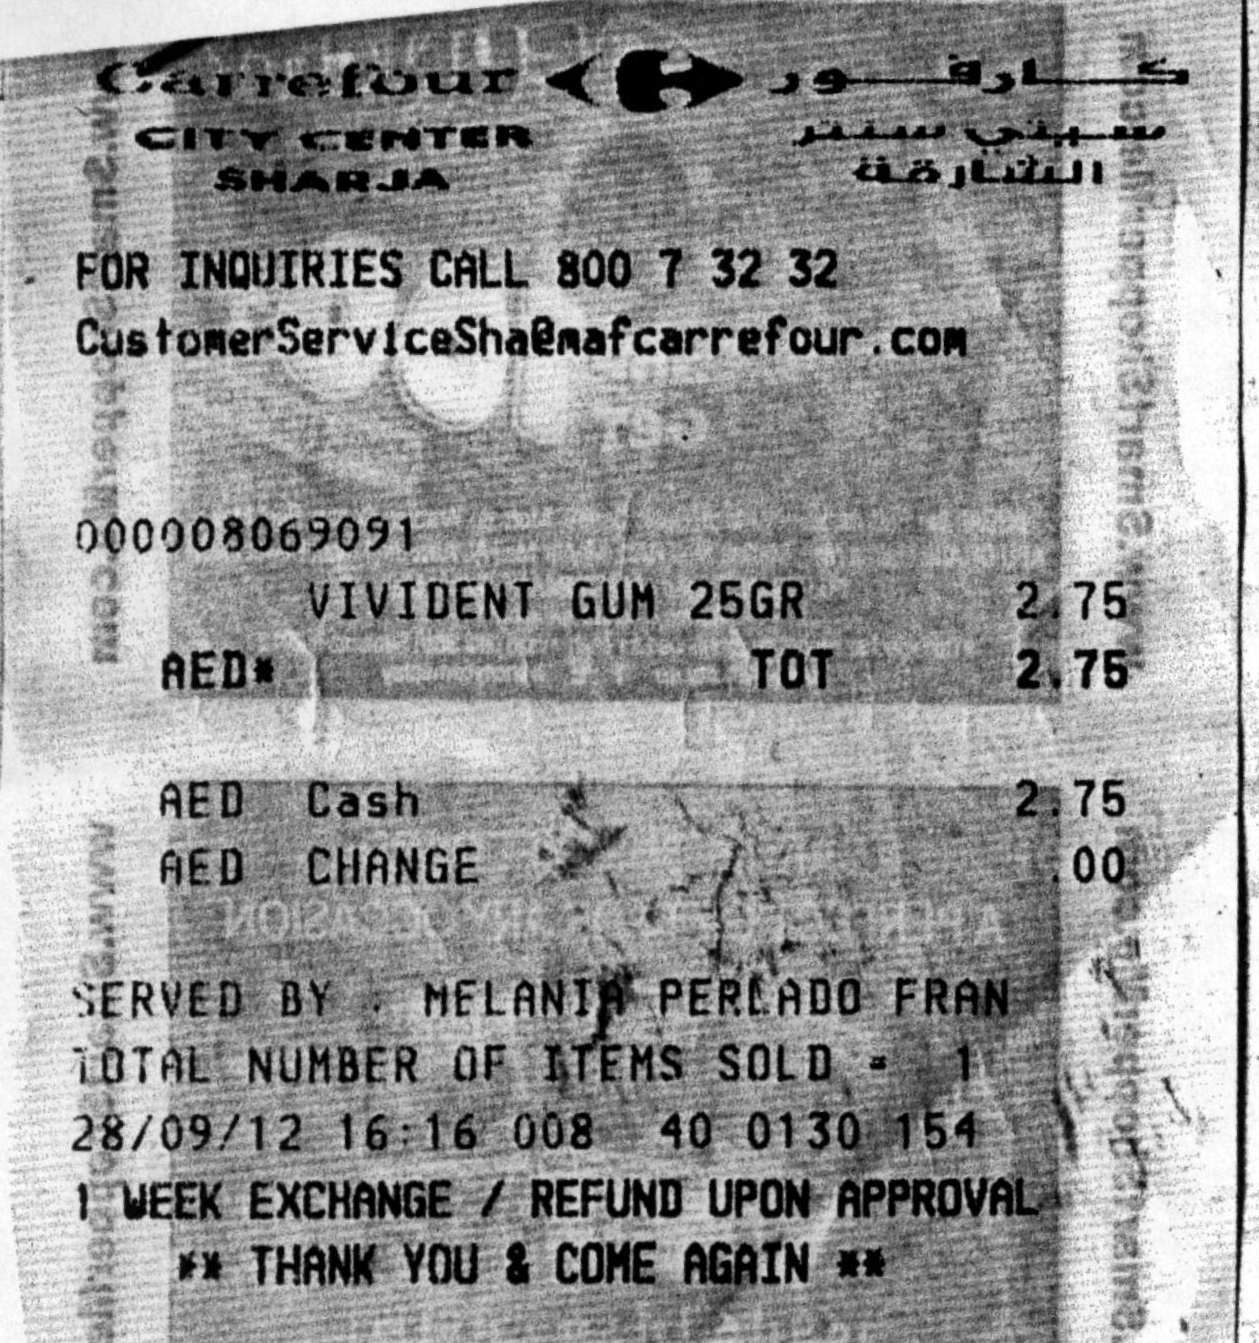 Carrefour كارفور
CITY CENTER سيتي سنتر
SHARJA الشارقة
FOR INQUIRIES CALL 800 7 32 32
CustomerServiceSha@mafcarrefour.com
000008069091
VIVIDENT GUM 25GR 2.75
AED* TOT 2.75
AED Cash 2.75
AED CHANGE .00
SERVED BY : MELANIA PERCADO FRAN
TOTAL NUMBER OF ITEMS SOLD = 1
28/09/12 16:16 008 40 0130 154
1 WEEK EXCHANGE / REFUND UPON APPROVAL
** THANK YOU & COME AGAIN **